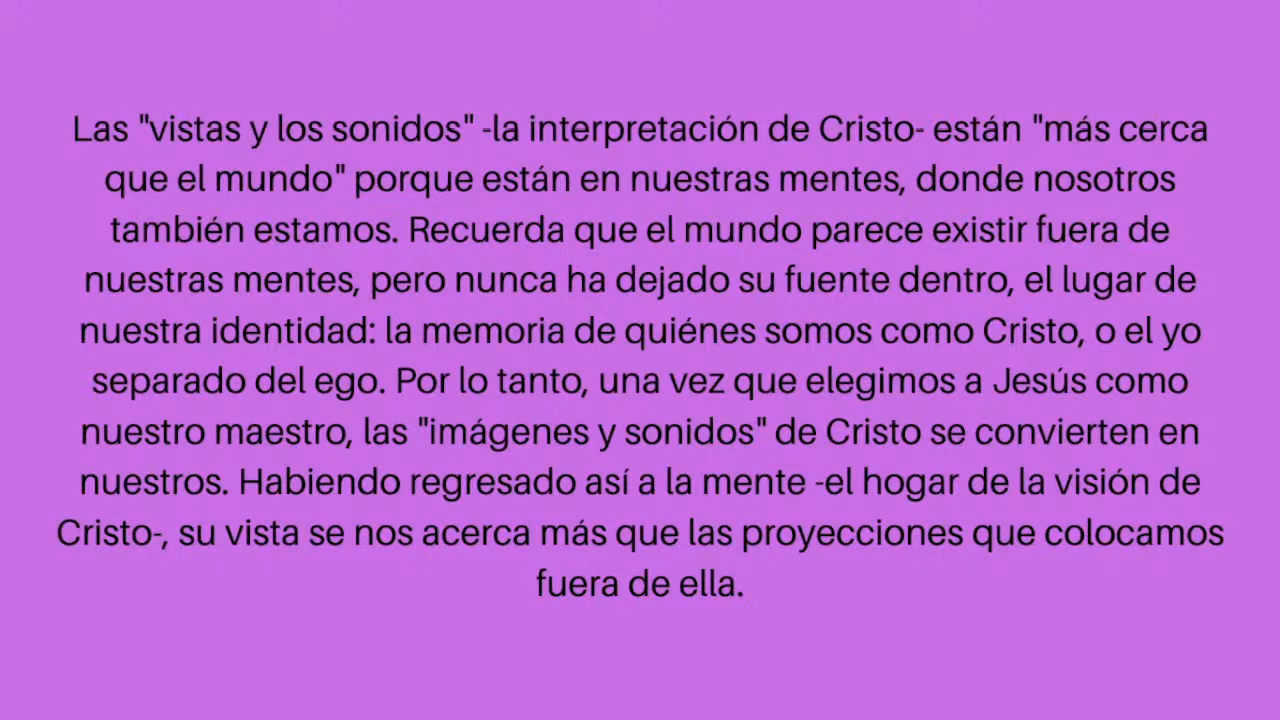 Las "vistas y los sonidos" -la interpretación de Cristo- están "más cerca
que el mundo" porque están en nuestras mentes, donde nosotros
también estamos. Recuerda que el mundo parece existir fuera de
nuestras mentes, pero nunca ha dejado su fuente dentro, el lugar de
nuestra identidad: la memoria de quiénes somos como Cristo, o el yo
separado del ego. Por lo tanto, una vez que elegimos a Jesús como
nuestro maestro, las "imágenes y sonidos" de Cristo se convierten en
nuestros. Habiendo regresado así a la mente -el hogar de la visión de
Cristo-, su vista se nos acerca más que las proyecciones que colocamos
fuera de ella.